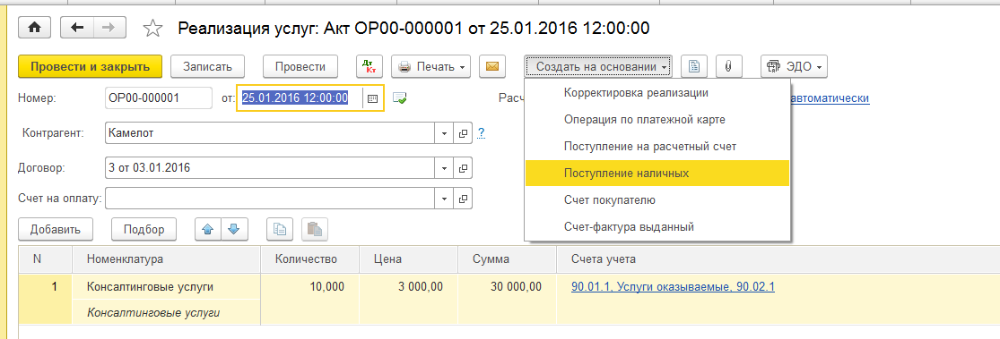 Реализация услуг: Акт ОР00-000001 от 25.01.2016 12:00:00
Провести и закрыть Записать Провести Дт Кт Печать Создать на основании ЭДО
Номер: ОР00-000001 от: 25.01.2016 12:00:00 Расч автоматически
Контрагент: Камелот ?
Договор: 3 от 03.01.2016
Счет на оплату:
Корректировка реализации
Операция по платежной карте
Поступление на расчетный счет
Поступление наличных
Счет покупателю
Счет-фактура выданный
Добавить Подбор
N Номенклатура Количество Цена Сумма Счета учета
1 Консалтинговые услуги 10,000 3 000,00 30 000,00 90.01.1, Услуги оказываемые, 90.02.1
Консалтинговые услуги